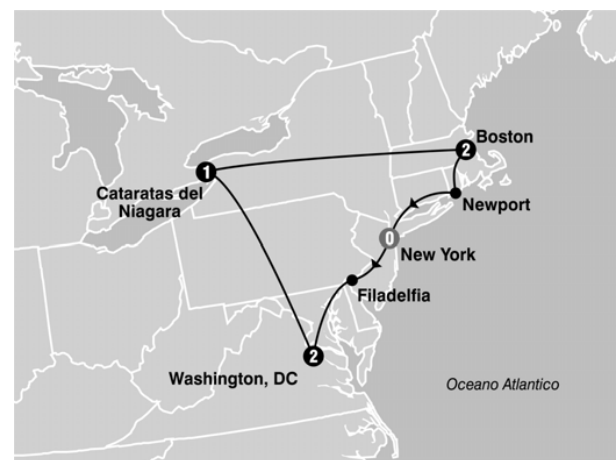 Boston
2
1
Cataratas del
Niagara
Newport
0
New York
Filadelfia
2
Washington, DC
Oceano Atlantico